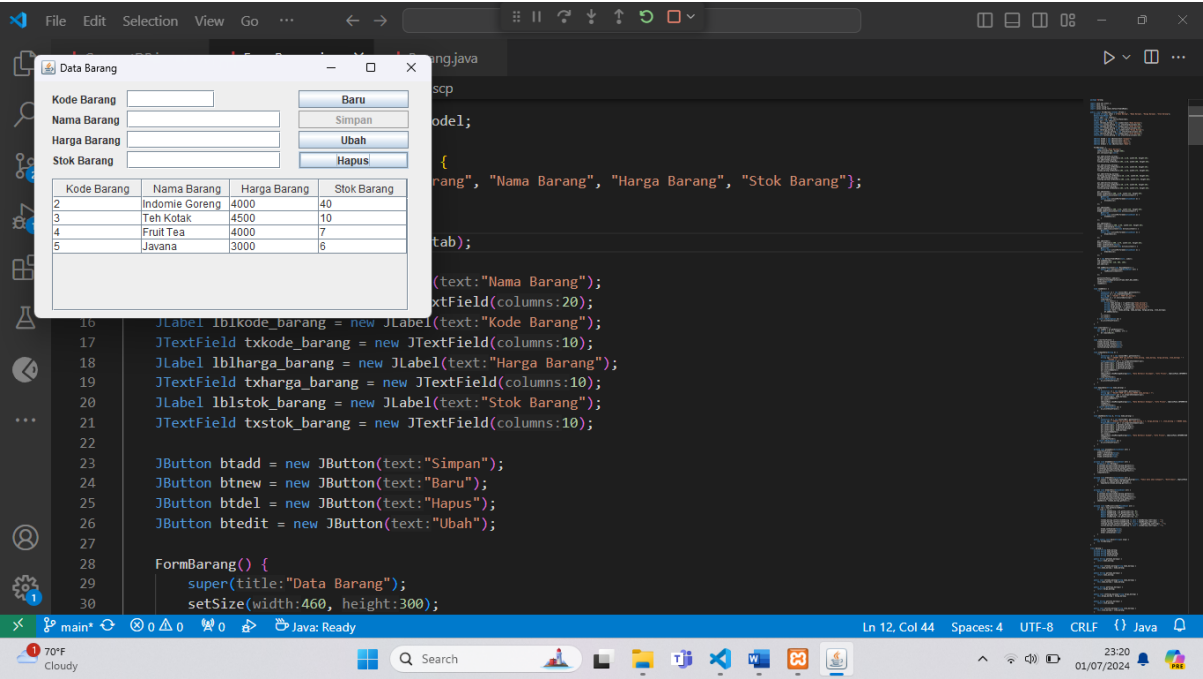 File Edit Selection View Go ···
ang.java
Data Barang
scp
Kode Barang
Baru
Nama Barang
Simpan
odel;
Harga Barang
Ubah
Stok Barang
Hapus
{
rang", "Nama Barang", "Harga Barang", "Stok Barang"};
Kode Barang Nama Barang Harga Barang Stok Barang
2 Indomie Goreng 4000 40
3 Teh Kotak 4500 10
4 Fruit Tea 4000 7
5 Javana 3000 6
tab);
(text:"Nama Barang");
xtField(columns:20);
16 JLabel lblkode_barang = new JLabel(text:"Kode Barang");
17 JTextField txkode_barang = new JTextField(columns:10);
18 JLabel lblharga_barang = new JLabel(text:"Harga Barang");
19 JTextField txharga_barang = new JTextField(columns:10);
20 JLabel lblstok_barang = new JLabel(text:"Stok Barang");
21 JTextField txstok_barang = new JTextField(columns:10);
22
23 JButton btadd = new JButton(text:"Simpan");
24 JButton btnew = new JButton(text:"Baru");
25 JButton btdel = new JButton(text:"Hapus");
26 JButton btedit = new JButton(text:"Ubah");
27
28 FormBarang() {
29 super(title:"Data Barang");
30 setSize(width:460, height:300);
main* 0 0 0 Java: Ready Ln 12, Col 44 Spaces: 4 UTF-8 CRLF {} Java
1 70°F
Cloudy
Search
23:20
01/07/2024
PRE